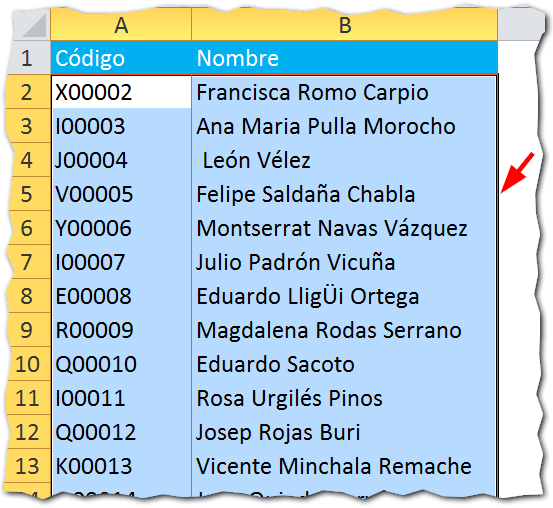 A B
1 Código Nombre
2 X00002 Francisca Romo Carpio
3 I00003 Ana Maria Pulla Morocho
4 J00004 León Vélez
5 V00005 Felipe Saldaña Chabla
6 Y00006 Montserrat Navas Vázquez
7 I00007 Julio Padrón Vicuña
8 E00008 Eduardo LligÜi Ortega
9 R00009 Magdalena Rodas Serrano
10 Q00010 Eduardo Sacoto
11 I00011 Rosa Urgilés Pinos
12 Q00012 Josep Rojas Buri
13 K00013 Vicente Minchala Remache